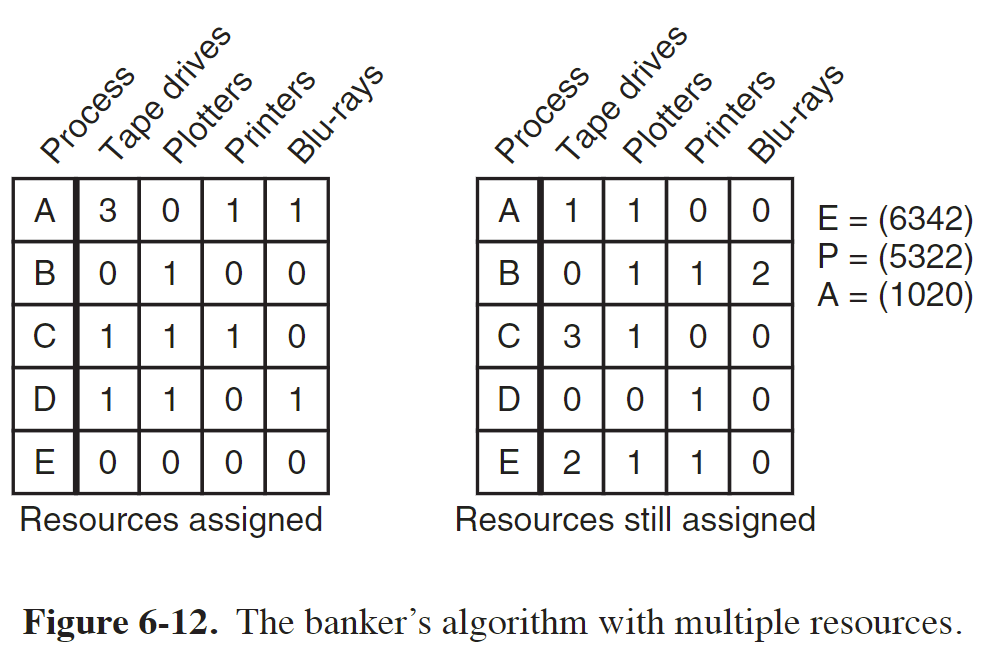 Process Tape drives Plotters Printers Blu-rays
A 3 0 1 1
B 0 1 0 0
C 1 1 1 0
D 1 1 0 1
E 0 0 0 0
Resources assigned
Process Tape drives Plotters Printers Blu-rays
A 1 1 0 0
B 0 1 1 2
C 3 1 0 0
D 0 0 1 0
E 2 1 1 0
Resources still assigned
E = (6342)
P = (5322)
A = (1020)
Figure 6-12. The banker’s algorithm with multiple resources.